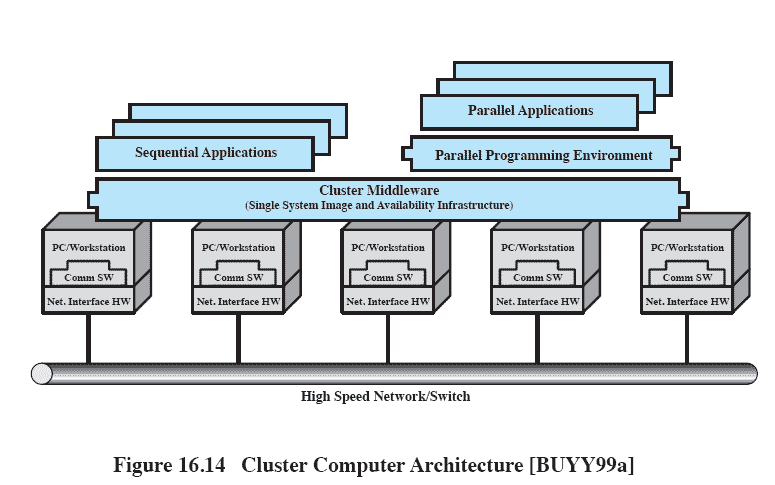 Parallel Applications
Sequential Applications
Parallel Programming Environment
Cluster Middleware
(Single System Image and Availability Infrastructure)
PC/Workstation PC/Workstation PC/Workstation PC/Workstation PC/Workstation
Comm SW Comm SW Comm SW Comm SW Comm SW
Net. Interface HW Net. Interface HW Net. Interface HW Net. Interface HW Net. Interface HW
High Speed Network/Switch
Figure 16.14 Cluster Computer Architecture [BUYY99a]